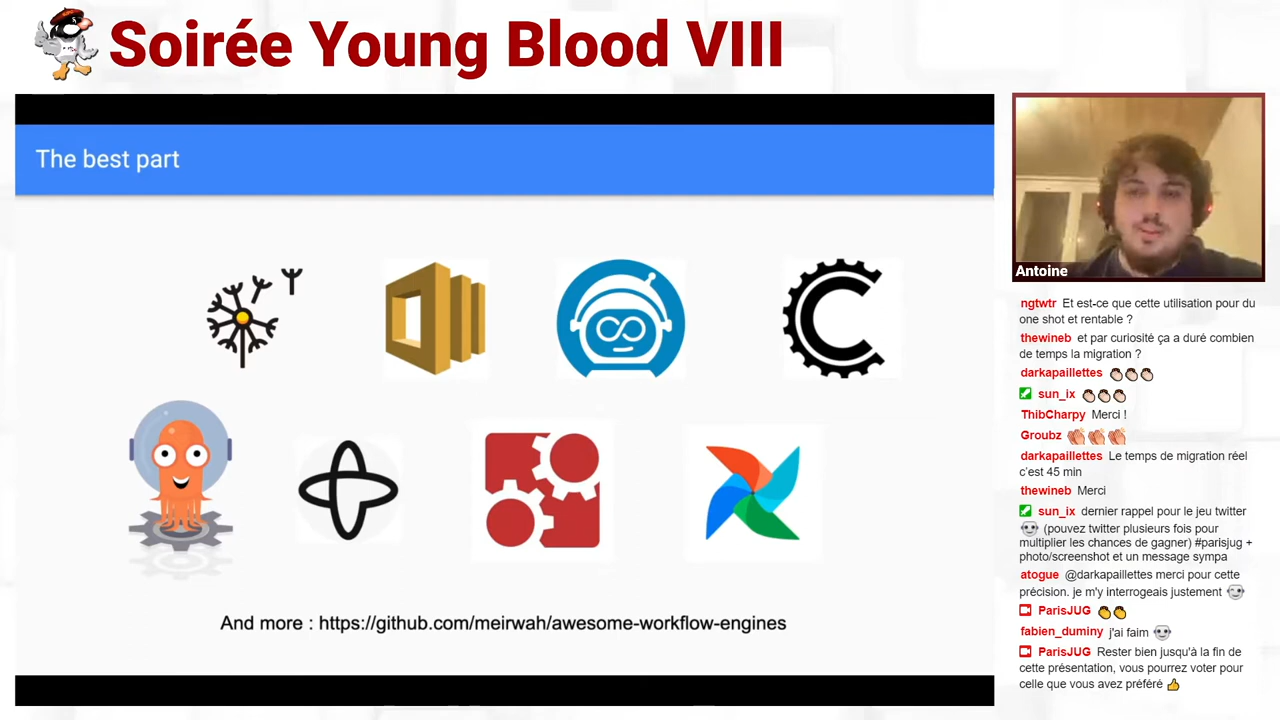 Soirée Young Blood VIII
The best part
And more : https://github.com/meirwah/awesome-workflow-engines
Antoine
ngtwtr Et est-ce que cette utilisation pour du
one shot et rentable ?
thewineb et par curiosité ça a duré combien
de temps la migration ?
darkapaillettes
sun_ix
ThibCharpy Merci !
Groubz
darkapaillettes Le temps de migration réel
c'est 45 min
thewineb Merci
sun_ix dernier rappel pour le jeu twitter
(pouvez twitter plusieurs fois pour
multiplier les chances de gagner) #parisjug +
photo/screenshot et un message sympa
atogue @darkapaillettes merci pour cette
précision. je m'y interrogeais justement
ParisJUG
fabien_duminy j'ai faim
ParisJUG Rester bien jusqu'à la fin de
cette présentation, vous pourrez voter pour
celle que vous avez préféré